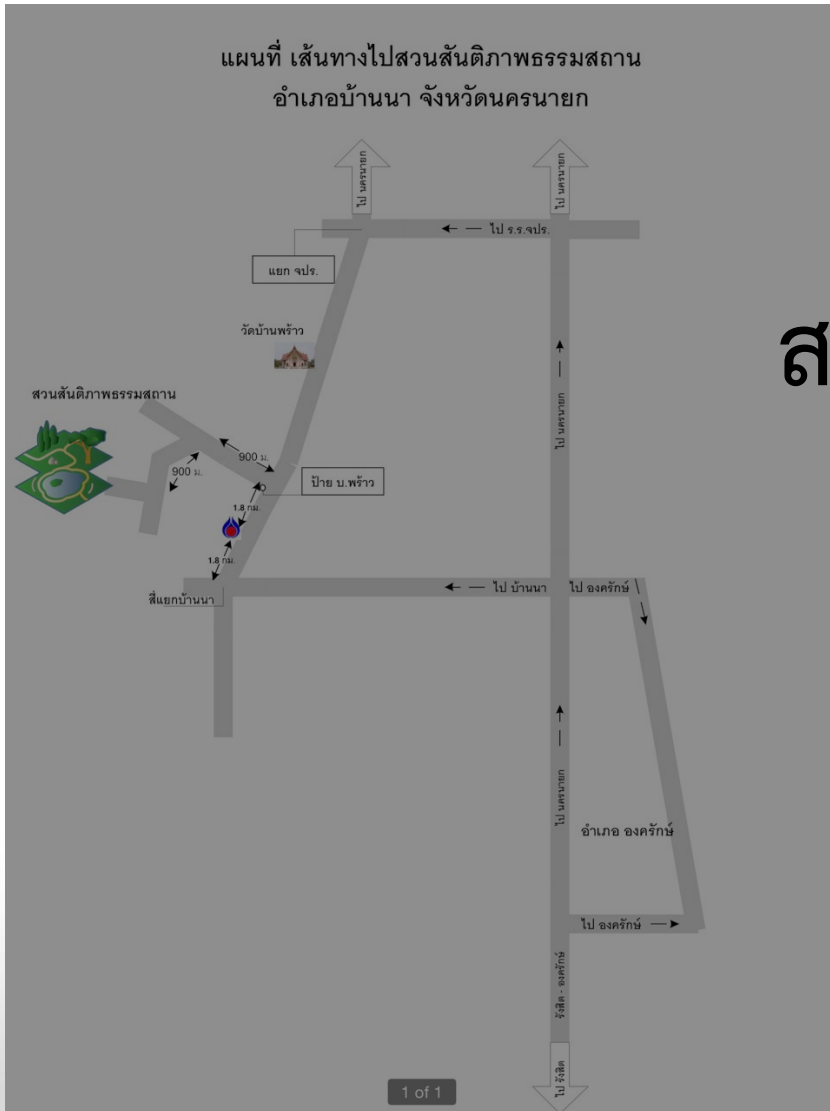 แผนที่ เส้นทางไปสวนสันติภาพธรรมสถาน
อำเภอบ้านนา จังหวัดนครนายก
ไป นครนายก
ไป นครนายก
ไป ร.ร.จปร.
แยก จปร.
วัดบ้านพร้าว
ส
สวนสันติภาพธรรมสถาน
ไป นครนายก
900 ม.
900 ม.
ป้าย บ.พร้าว
1.8 กม.
1.8 กม.
ไป บ้านนา
ไป องครักษ์
สี่แยกบ้านนา
ไป นครนายก
อำเภอ องครักษ์
ไป องครักษ์
รังสิต - องครักษ์
ไป รังสิต
1 of 1